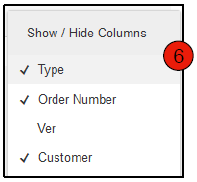 Show / Hide Columns
6
✓ Type
✓ Order Number
Ver
✓ Customer